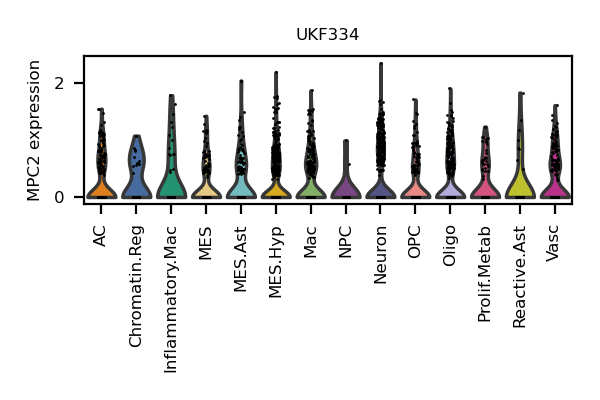 UKF334
MPC2 expression
2
0
AC
Chromatin.Reg
Inflammatory.Mac
MES
MES.Ast
MES.Hyp
Mac
NPC
Neuron
OPC
Oligo
Prolif.Metab
Reactive.Ast
Vasc